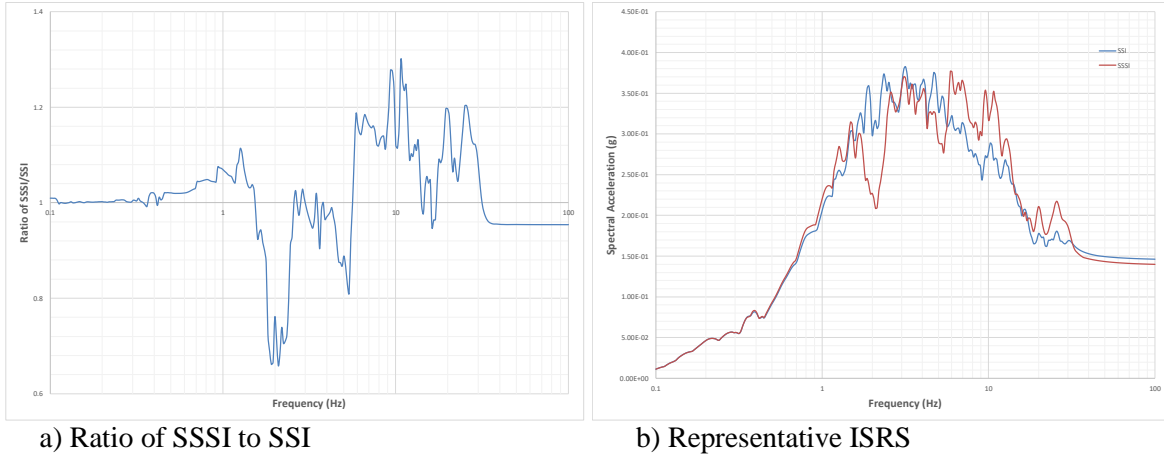 1.4
1.2
1
0.8
0.6
0.1
1
10
100
Ratio of SSSI/SSI
Frequency (Hz)
a) Ratio of SSSI to SSI
4.50E-01
4.00E-01
3.50E-01
3.00E-01
2.50E-01
2.00E-01
1.50E-01
1.00E-01
5.00E-02
0.00E+00
0.1
1
10
100
Spectral Acceleration (g)
Frequency (Hz)
SSI
SSSI
b) Representative ISRS